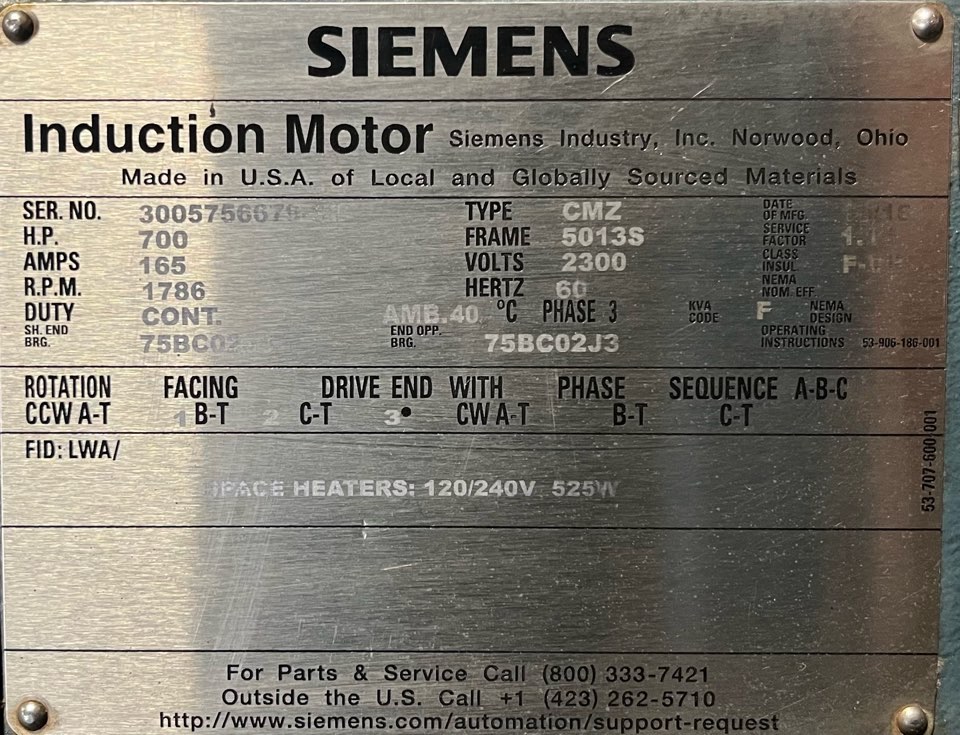 SIEMENS
Induction Motor Siemens Industry, Inc. Norwood, Ohio
Made in U.S.A. of Local and Globally Sourced Materials
SER. NO. TYPE CMZ DATE OF MFG.
H.P. 700 FRAME 5013S SERVICE FACTOR
AMPS 165 VOLTS 2300 CLASS INSUL
R.P.M. 1786 HERTZ 60 NEMA NOM. EFF
DUTY CONT. AMB.40 °C PHASE 3 KVA CODE F NEMA DESIGN
SH. END BRG. END OPP. BRG. 75BC02J3 OPERATING INSTRUCTIONS 53-906-186-001
ROTATION FACING DRIVE END WITH PHASE SEQUENCE A-B-C
CCW A-T 1 B-T 2 C-T 3 • CW A-T B-T C-T
FID: LWA/
SPACE HEATERS: 120/240V 525W
53-707-600-001
For Parts & Service Call (800) 333-7421
Outside the U.S. Call +1 (423) 262-5710
http://www.siemens.com/automation/support-request